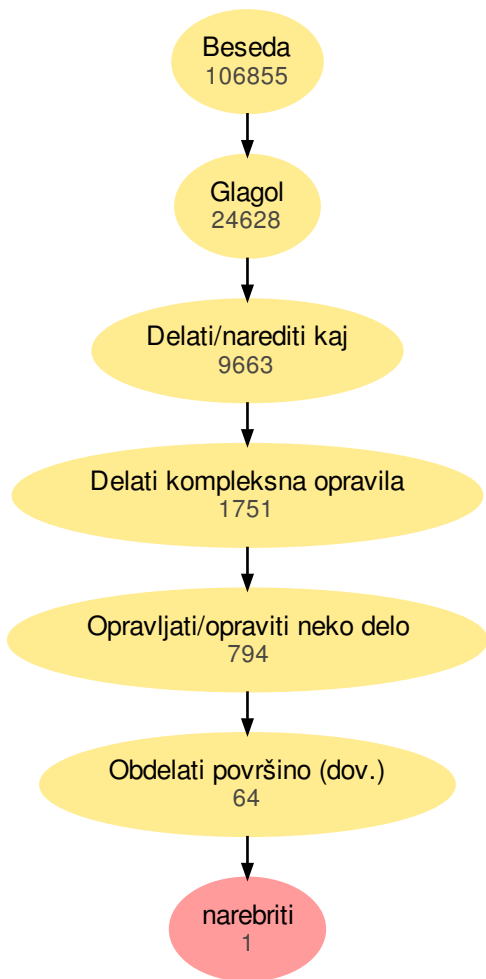 Beseda
106855
Glagol
24628
Delati/narediti kaj
9663
Delati kompleksna opravila
1751
Opravljati/opraviti neko delo
794
Obdelati površino (dov.)
64
narebriti
1